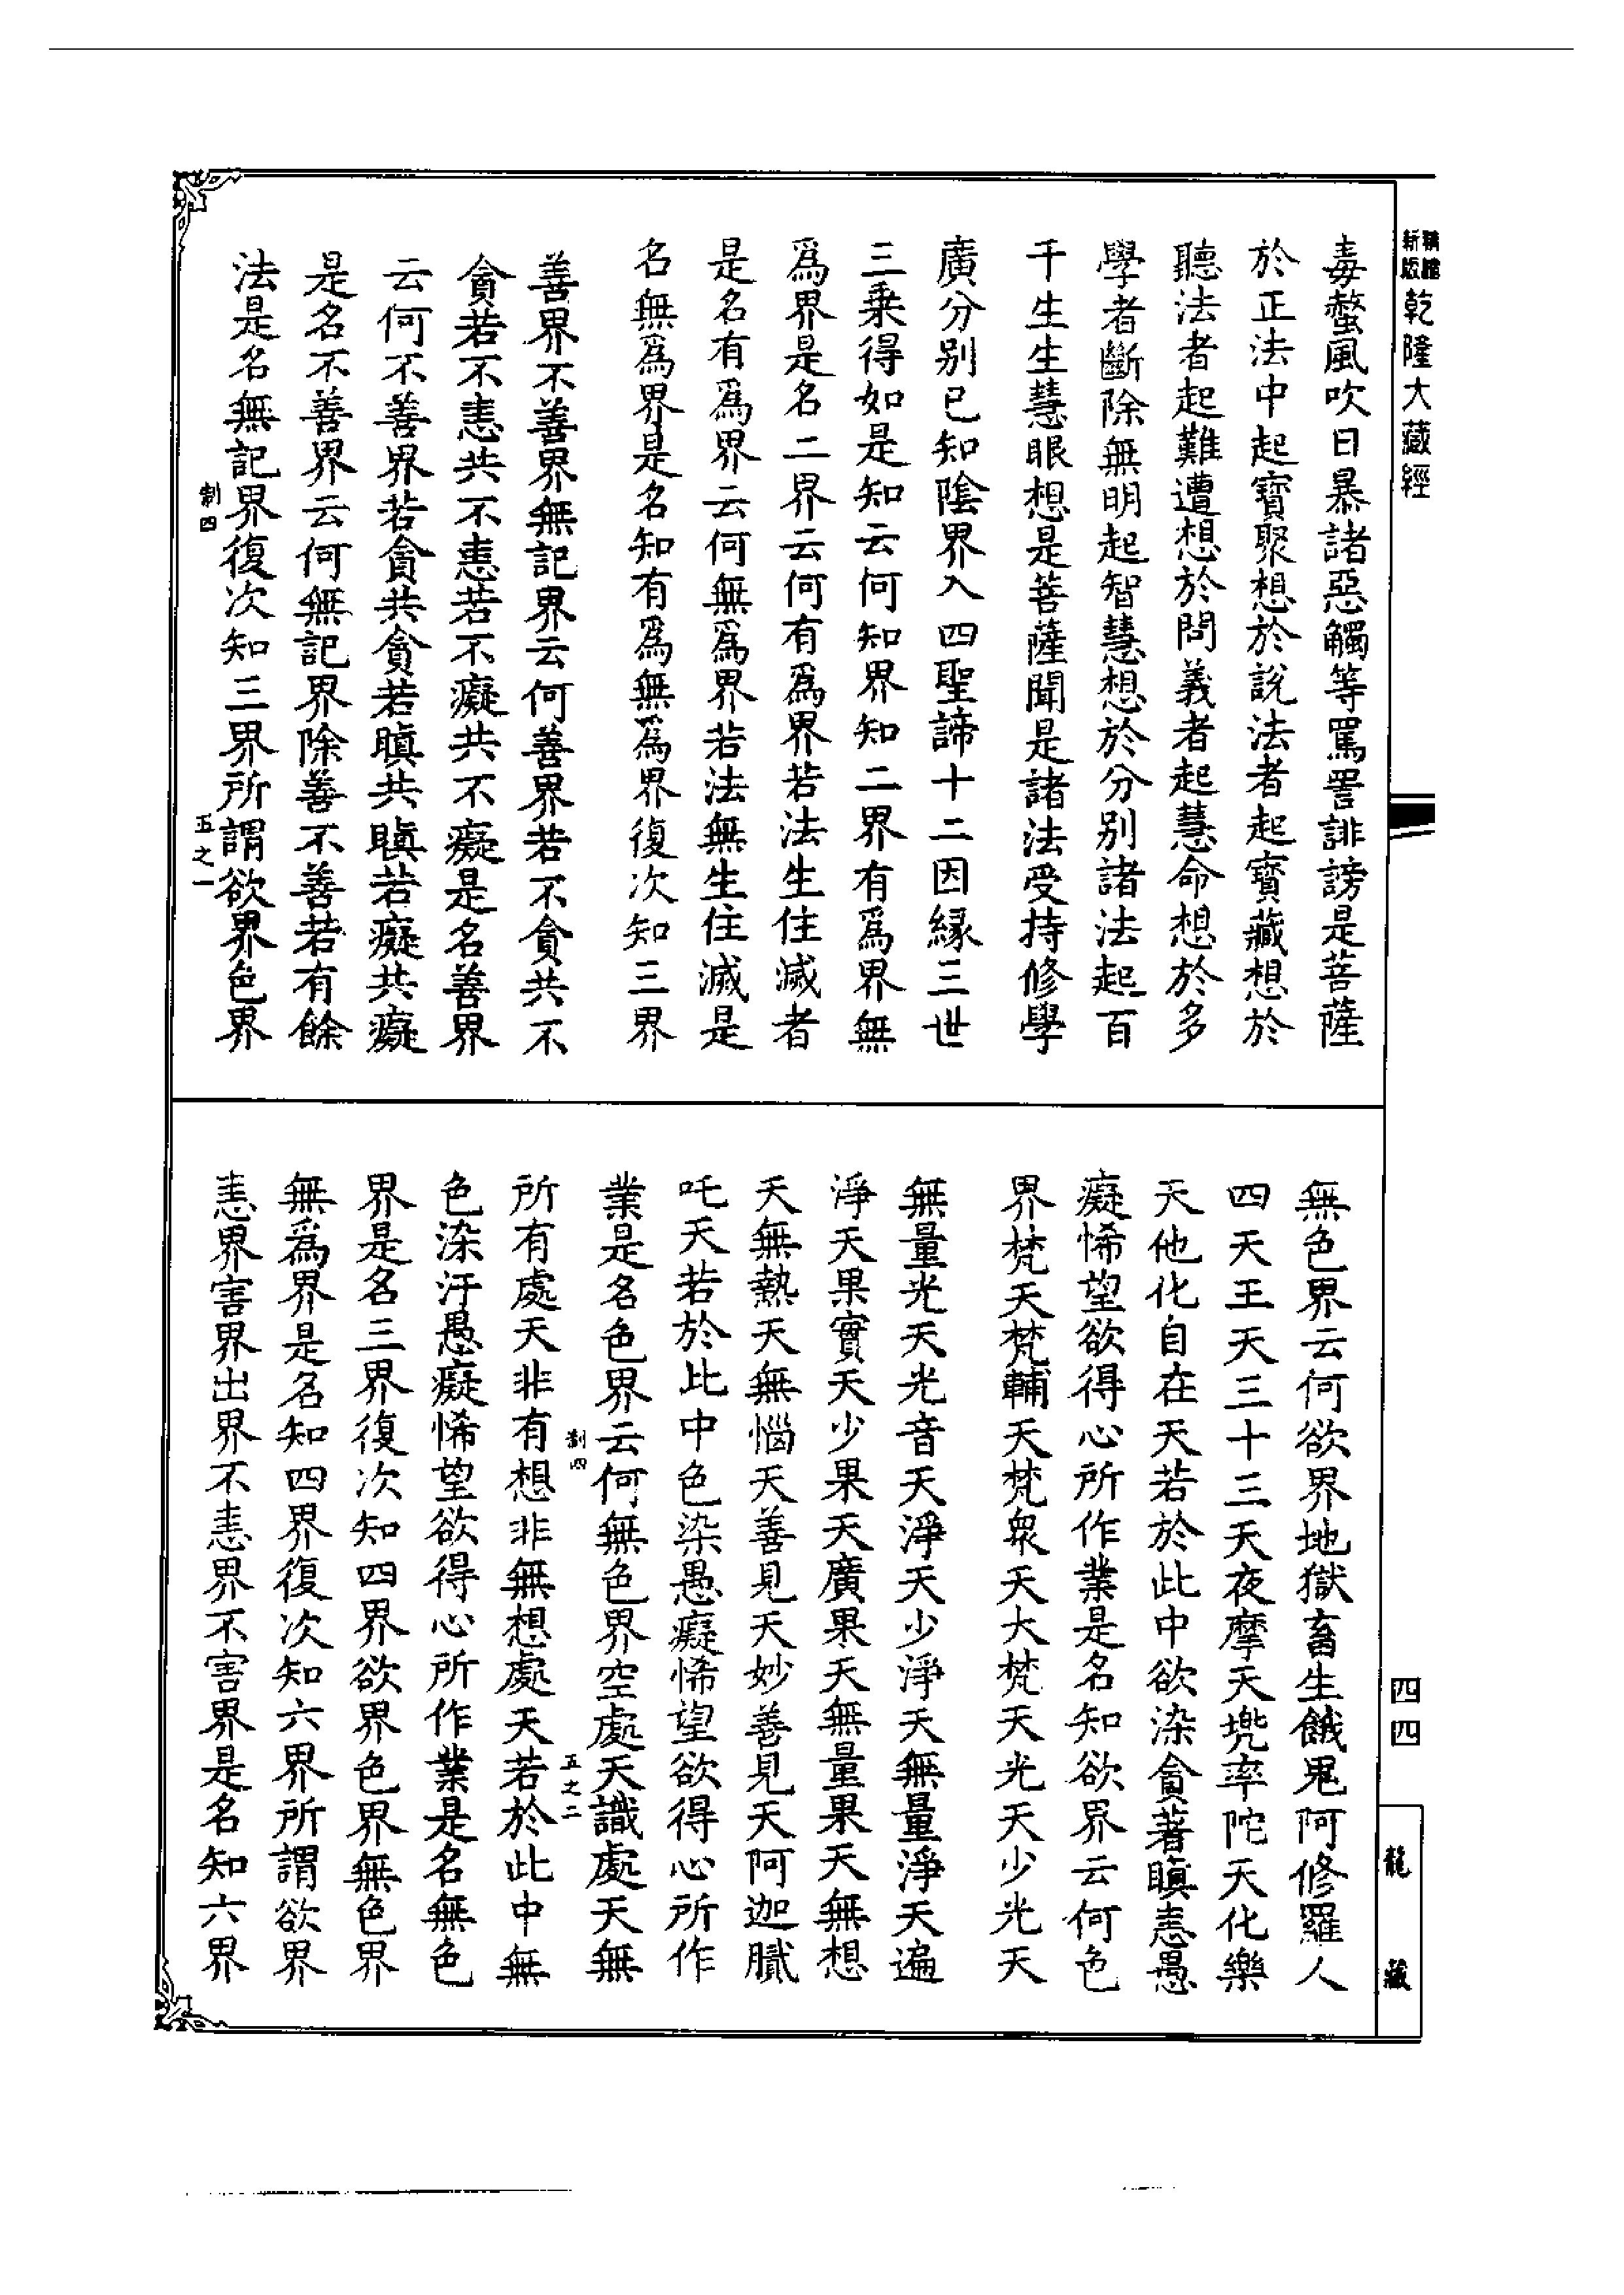 新版
精縮
乾隆大藏經
毒螫風吹日暴諸惡觸等罵詈誹謗是菩薩
於正法中起寶聚想於說法者起寶藏想於
聽法者起難遭想於問義者起慧命想於多
學者斷除無明起智慧想於分別諸法起百
千生生慧眼想是菩薩聞是諸法受持修學
廣分別已知陰界入四聖諦十二因緣三世
三乘得如是知云何知界知二界有爲界無
爲界是名二界云何有爲界若法生住滅者
是名有爲界云何無爲界若法無生住滅是
名無爲界是名知有爲無爲界復次知三界
善界不善界無記界云何善界若不貪共不
貪若不恚共不恚若不癡共不癡是名善界
云何不善界若貪共貪若瞋共瞋若癡共癡
是名不善界云何無記界除善不善若有餘
法是名無記界復次知三界所謂欲界色界
制四
五之一
無色界云何欲界地獄畜生餓鬼阿修羅人
四天王天三十三天夜摩天兠率陀天化樂
天他化自在天若於此中欲染貪著瞋恚愚
癡悕望欲得心所作業是名知欲界云何色
界梵天梵輔天梵衆天大梵天光天少光天
無量光天光音天淨天少淨天無量淨天遍
淨天果實天少果天廣果天無量果天無想
天無熱天無惱天善見天妙善見天阿迦膩
吒天若於此中色染愚癡悕望欲得心所作
業是名色界云何無色界空處天識處天無
制四
五之二
所有處天非有想非無想處天若於此中無
色染汙愚癡悕望欲得心所作業是名無色
界是名三界復次知四界欲界色界無色界
無爲界是名知四界復次知六界所謂欲界
恚界害界出界不恚界不害界是名知六界
四四
龍藏